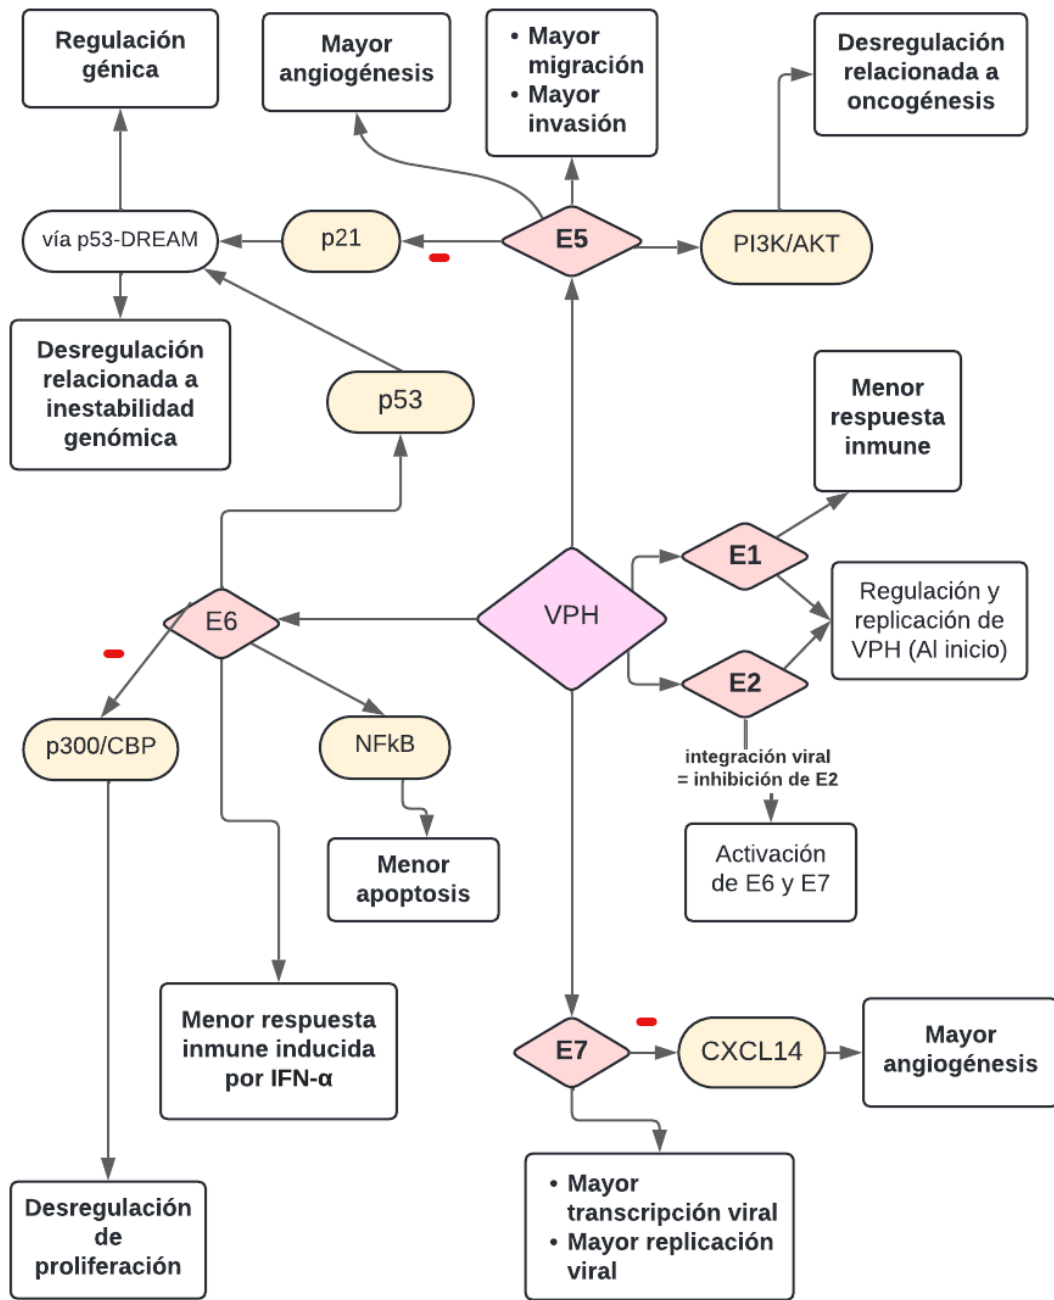 Regulación
génica
Mayor
angiogénesis
• Mayor
migración
• Mayor
invasión
Desregulación
relacionada a
oncogénesis
vía p53-DREAM
p21
E5
PI3K/AKT
Desregulación
relacionada a
inestabilidad
genómica
p53
Menor
respuesta
inmune
E1
Regulación y
replicación de
VPH (Al inicio)
VPH
E6
E2
p300/CBP
NFkB
integración viral
= inhibición de E2
Menor
apoptosis
Activación
de E6 y E7
Menor respuesta
inmune inducida
por IFN-α
E7
CXCL14
Mayor
angiogénesis
Desregulación
de
proliferación
• Mayor
transcripción viral
• Mayor replicación
viral